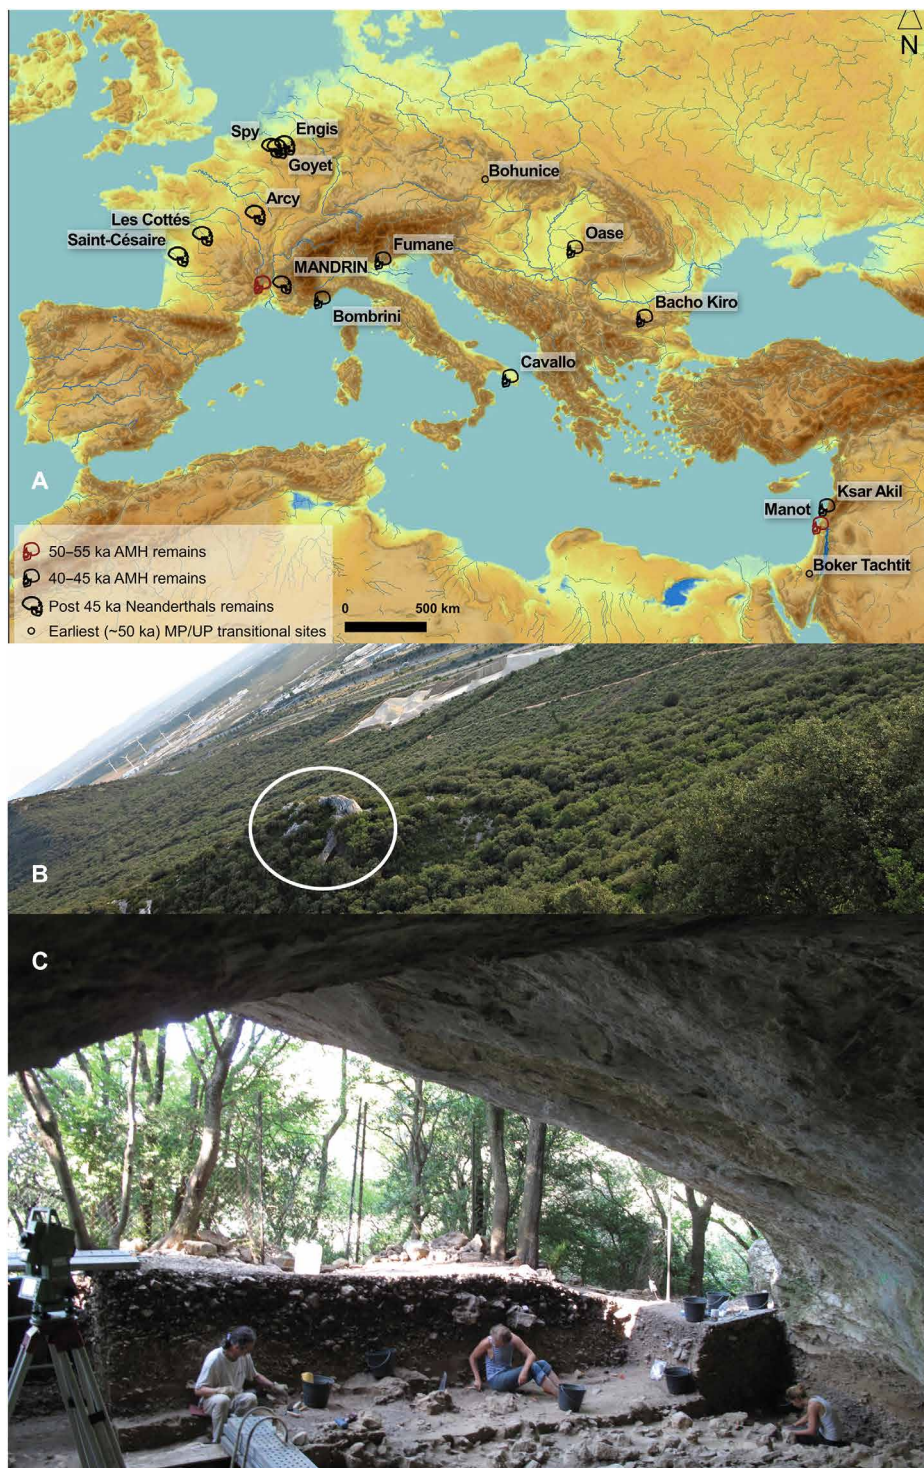 N
Spy
Engis
Goyet
Bohunice
Arcy
Les Cottés
Saint-Césaire
Fumane
Oase
MANDRIN
Bombrini
Bacho Kiro
Cavallo
A
Manot
Ksar Akil
Boker Tachtit
50–55 ka AMH remains
40–45 ka AMH remains
Post 45 ka Neanderthals remains
Earliest (~50 ka) MP/UP transitional sites
0 500 km
B
C